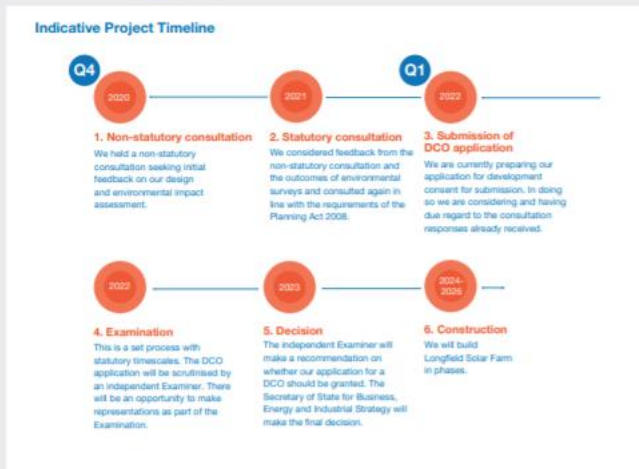 Indicative Project Timeline
Q4
2020
2021
Q1
2022
1. Non-statutory consultation
We held a non-statutory
consultation seeking initial
feedback on our design
and environmental impact
assessment.
2. Statutory consultation
We considered feedback from the
non-statutory consultation and
the outcomes of environmental
surveys and consulted again in
line with the requirements of the
Planning Act 2008.
3. Submission of
DCO application
We are currently preparing our
application for development
consent for submission. In doing
so we are considering and having
due regard to the consultation
responses already received.
2022
2023
2024-
2026
4. Examination
This is a set process with
statutory timescales. The DCO
application will be scrutinised by
an independent Examiner. There
will be an opportunity to make
representations as part of the
Examination.
5. Decision
The independent Examiner will
make a recommendation on
whether our application for a
DCO should be granted. The
Secretary of State for Business,
Energy and Industrial Strategy will
make the final decision.
6. Construction
We will build
Longfield Solar Farm
in phases.